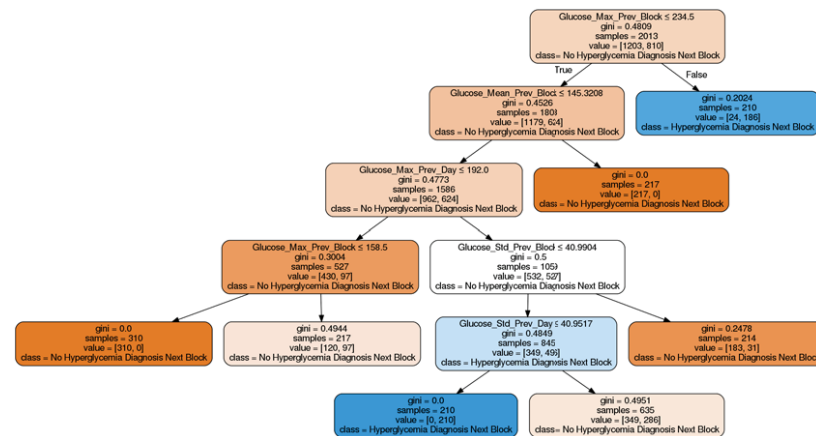 Glucose_Max_Prev_Block ≤ 234.5
gini = 0.4809
samples = 2013
value = [1203, 810]
class= No Hyperglycemia Diagnosis Next Block
True
False
Glucose_Mean_Prev_Block ≤ 145.3208
gini = 0.4526
samples = 1803
value = [1179, 624]
class = No Hyperglycemia Diagnosis Next Block
gini = 0.2024
samples = 210
value = [24, 186]
class = Hyperglycemia Diagnosis Next Block
Glucose_Max_Prev_Day ≤ 192.0
gini = 0.4773
samples = 1586
value = [962, 624]
class = No Hyperglycemia Diagnosis Next Block
gini = 0.0
samples = 217
value = [217, 0]
class = No Hyperglycemia Diagnosis Next Block
Glucose_Max_Prev_Block ≤ 158.5
gini = 0.3004
samples = 527
value = [430, 97]
class = No Hyperglycemia Diagnosis Next Block
Glucose_Std_Prev_Block ≤ 40.9904
gini = 0.5
samples = 1059
value = [532, 527]
class = No Hyperglycemia Diagnosis Next Block
gini = 0.0
samples = 310
value = [310, 0]
class = No Hyperglycemia Diagnosis Next Block
gini = 0.4944
samples = 217
value = [120, 97]
class = No Hyperglycemia Diagnosis Next Block
Glucose_Std_Prev_Day ≤ 40.9517
gini = 0.4849
samples = 845
value = [349, 496]
class = Hyperglycemia Diagnosis Next Block
gini = 0.2478
samples = 214
value = [183, 31]
class = No Hyperglycemia Diagnosis Next Block
gini = 0.0
samples = 210
value = [0, 210]
class = Hyperglycemia Diagnosis Next Block
gini = 0.4951
samples = 635
value = [349, 286]
class = No Hyperglycemia Diagnosis Next Block